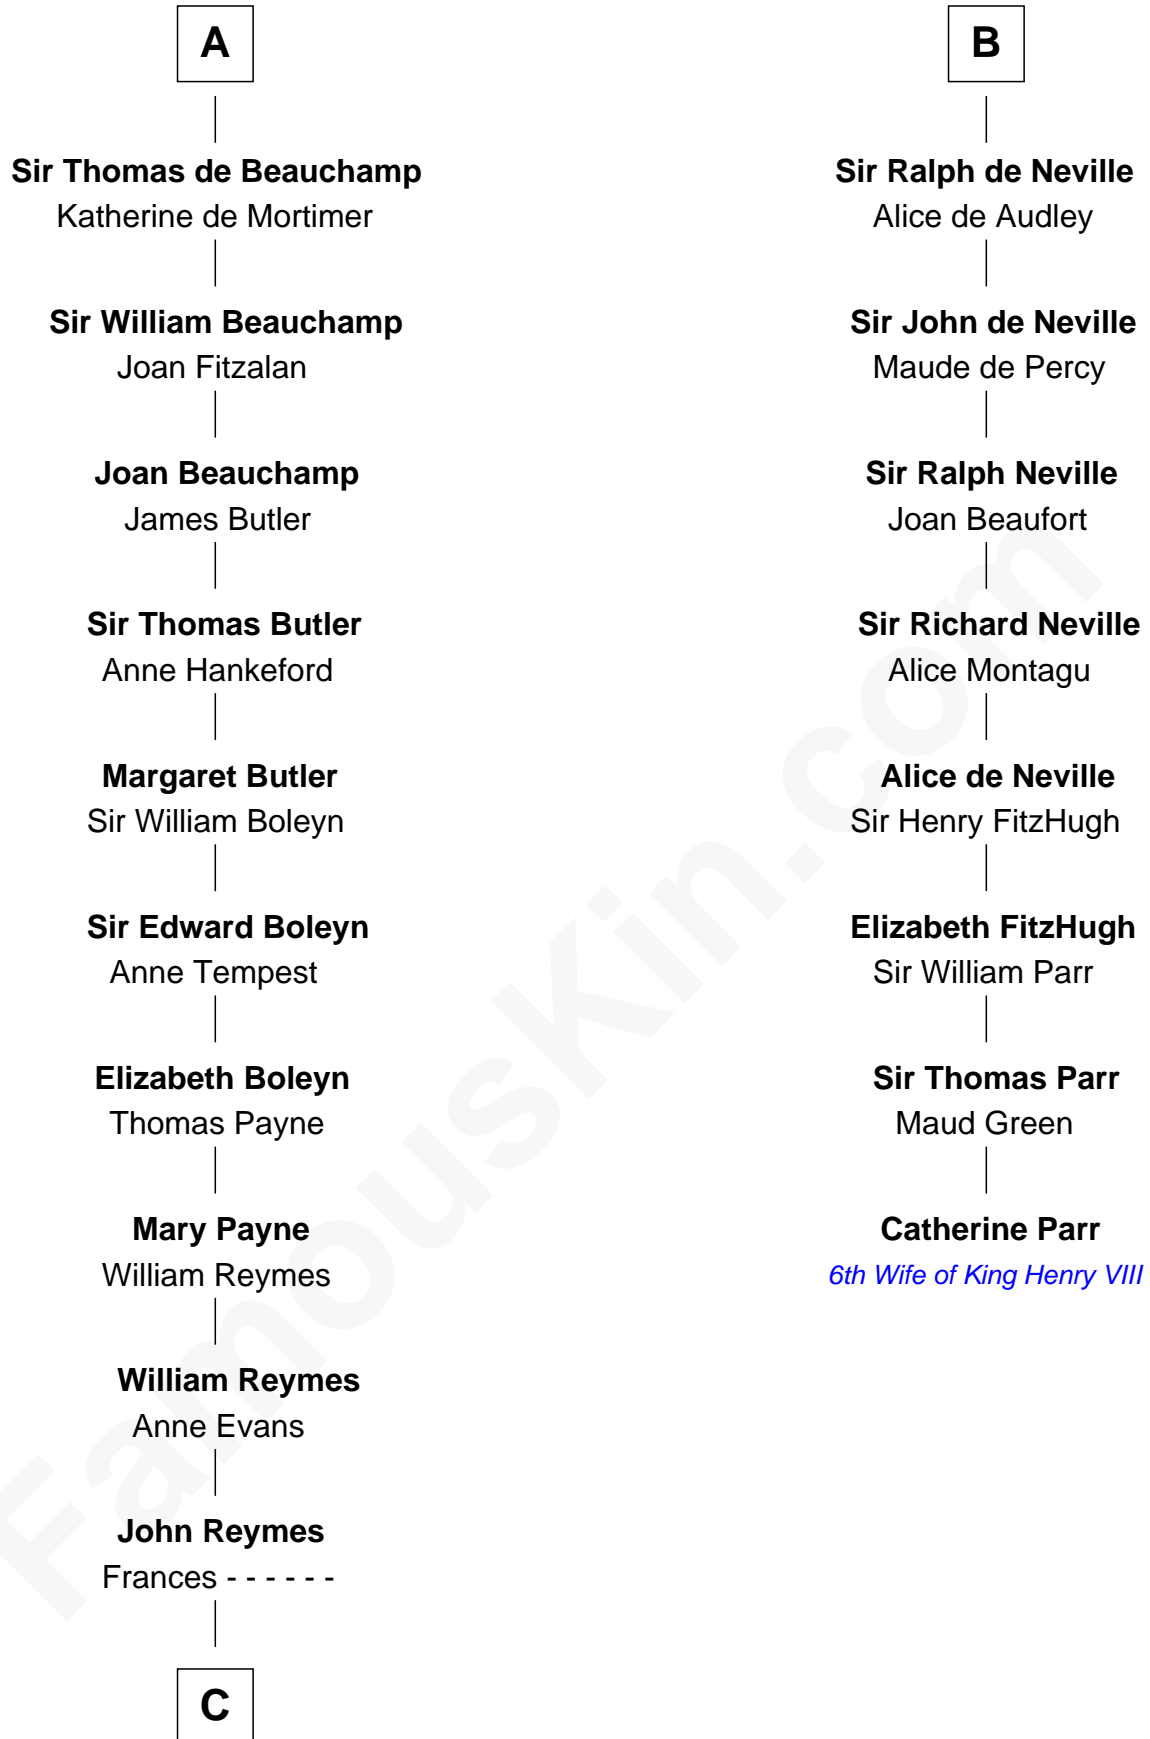 A
Sir Thomas de Beauchamp
Katherine de Mortimer
Sir William Beauchamp
Joan Fitzalan
Joan Beauchamp
James Butler
Sir Thomas Butler
Anne Hankeford
Margaret Butler
Sir William Boleyn
Sir Edward Boleyn
Anne Tempest
Elizabeth Boleyn
Thomas Payne
Mary Payne
William Reymes
William Reymes
Anne Evans
John Reymes
Frances - - - - - -
C
B
Sir Ralph de Neville
Alice de Audley
Sir John de Neville
Maude de Percy
Sir Ralph Neville
Joan Beaufort
Sir Richard Neville
Alice Montagu
Alice de Neville
Sir Henry FitzHugh
Elizabeth FitzHugh
Sir William Parr
Sir Thomas Parr
Maud Green
Catherine Parr
6th Wife of King Henry VIII
FamousKin.com